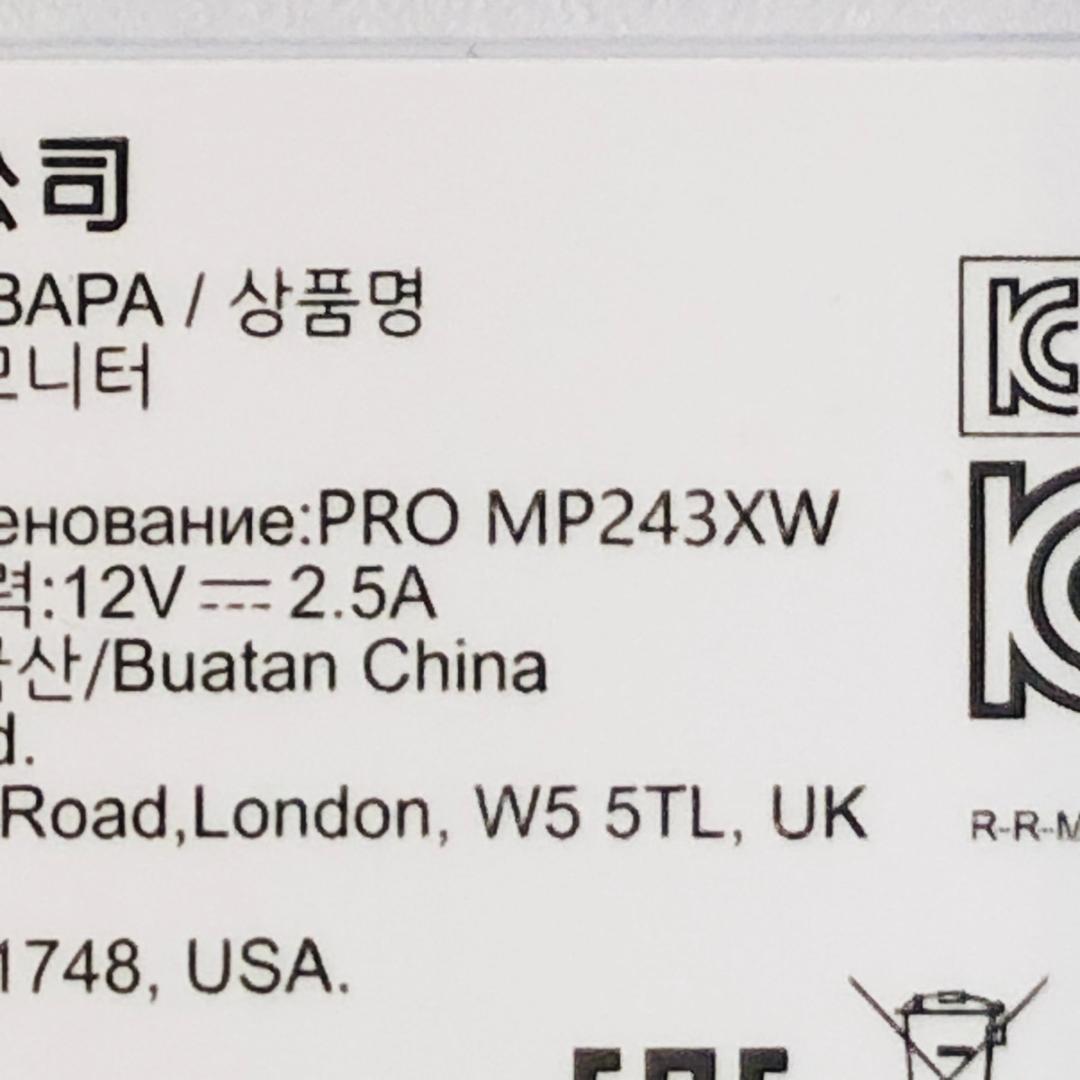 公司
ВАРА / 상품명
모니터
енование:PRO MP243XW
력:12V ⎓ 2.5A
산/Buatan China
d.
Road,London, W5 5TL, UK
R-R-M
1748, USA.